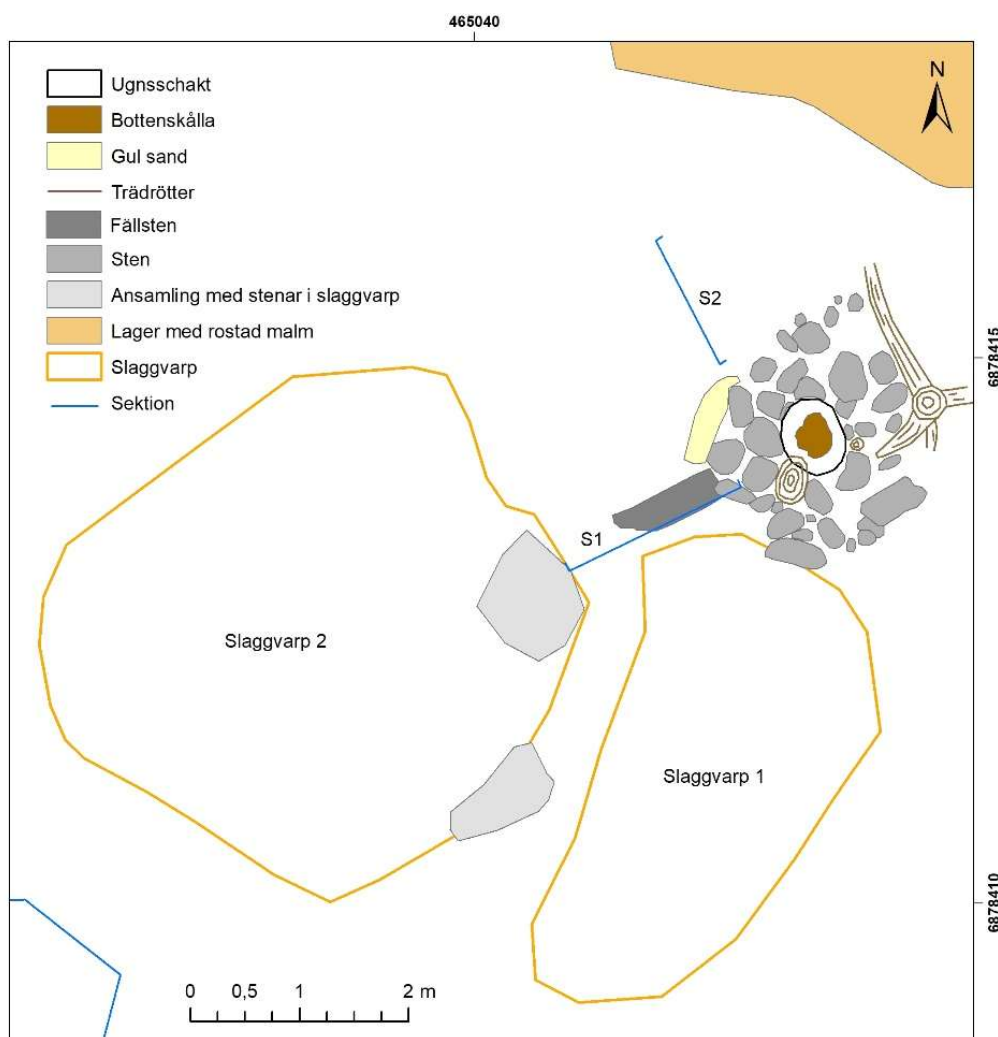 465040
N
Ugnsschakt
Bottenskålla
Gul sand
Trädrötter
Fällsten
Sten
Ansamling med stenar i slaggvarp
Lager med rostad malm
Slaggvarp
Sektion
S2
6878415
S1
Slaggvarp 2
Slaggvarp 1
6878410
0 0,5 1 2 m